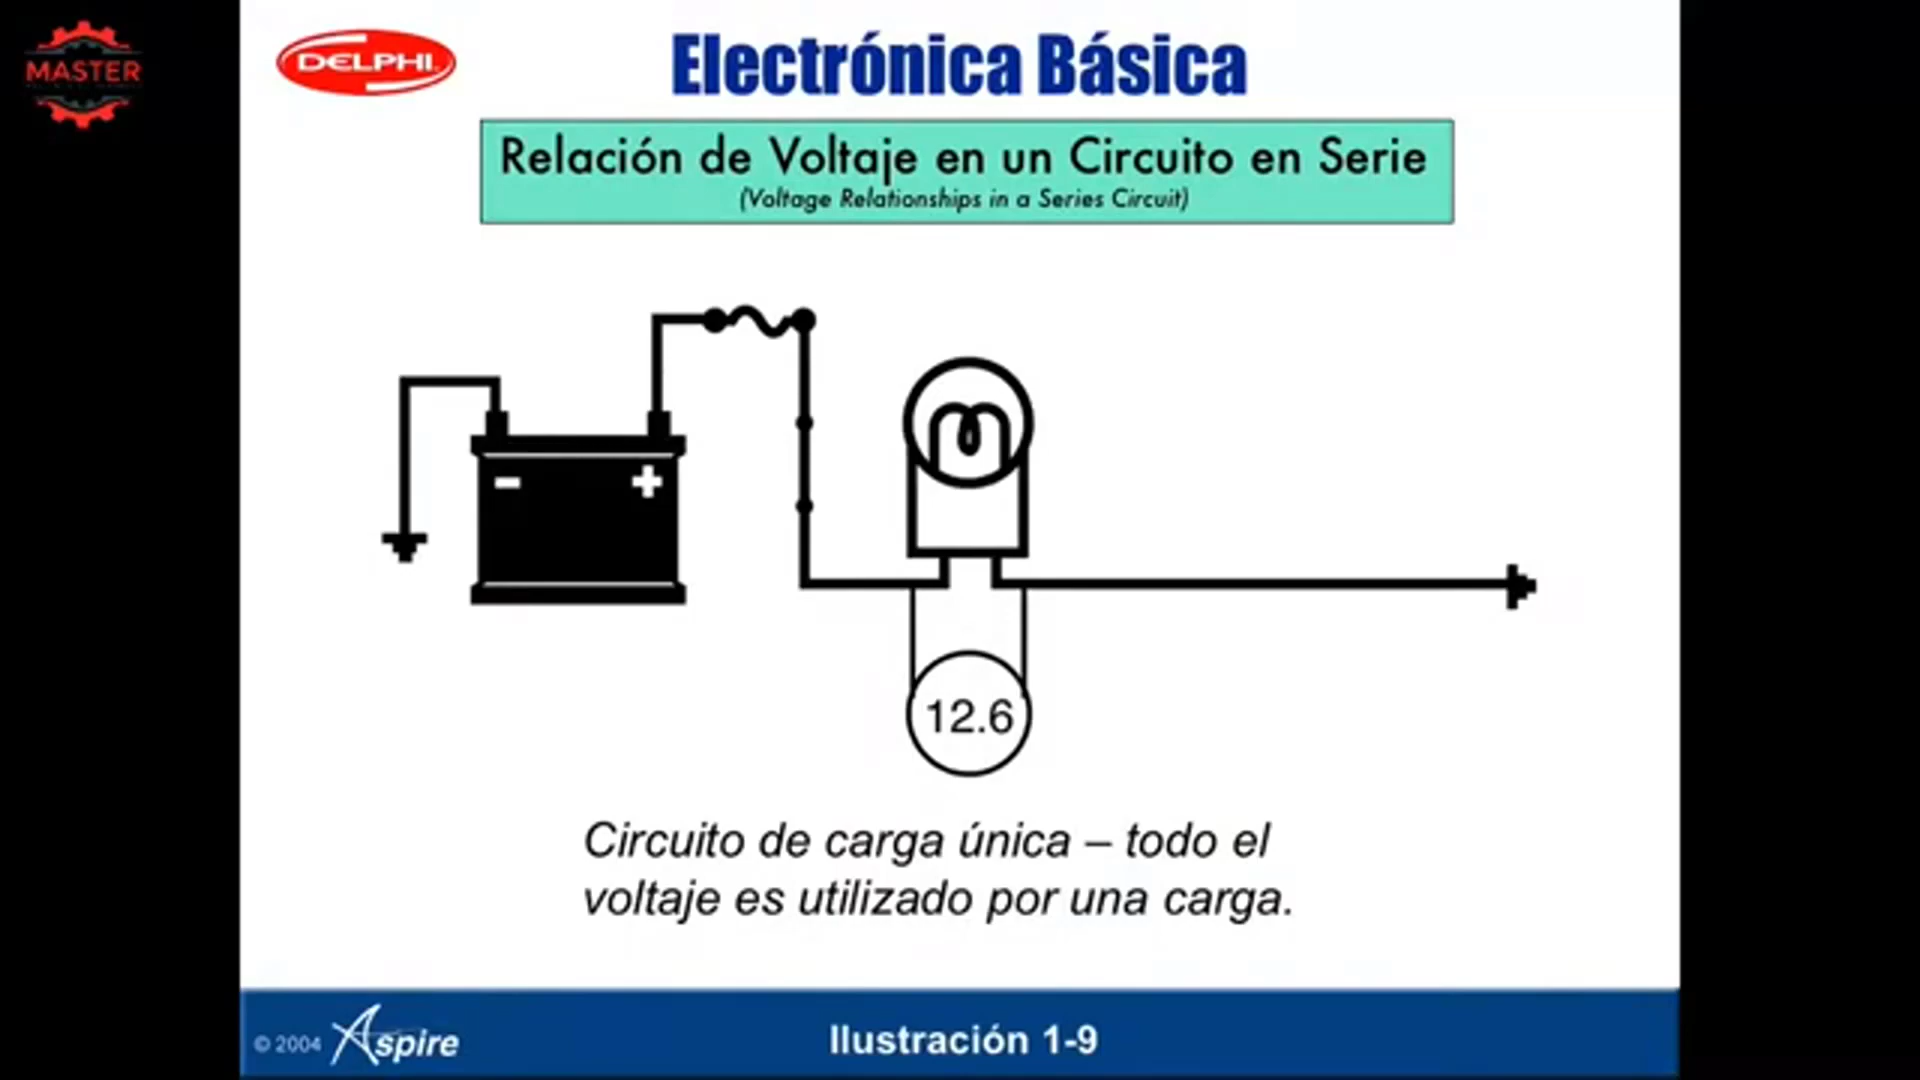 MASTER
DELPHI
Electrónica Básica
Relación de Voltaje en un Circuito en Serie
(Voltage Relationships in a Series Circuit)
- +
12.6
Circuito de carga única – todo el
voltaje es utilizado por una carga.
© 2004 Aspire
Ilustración 1-9